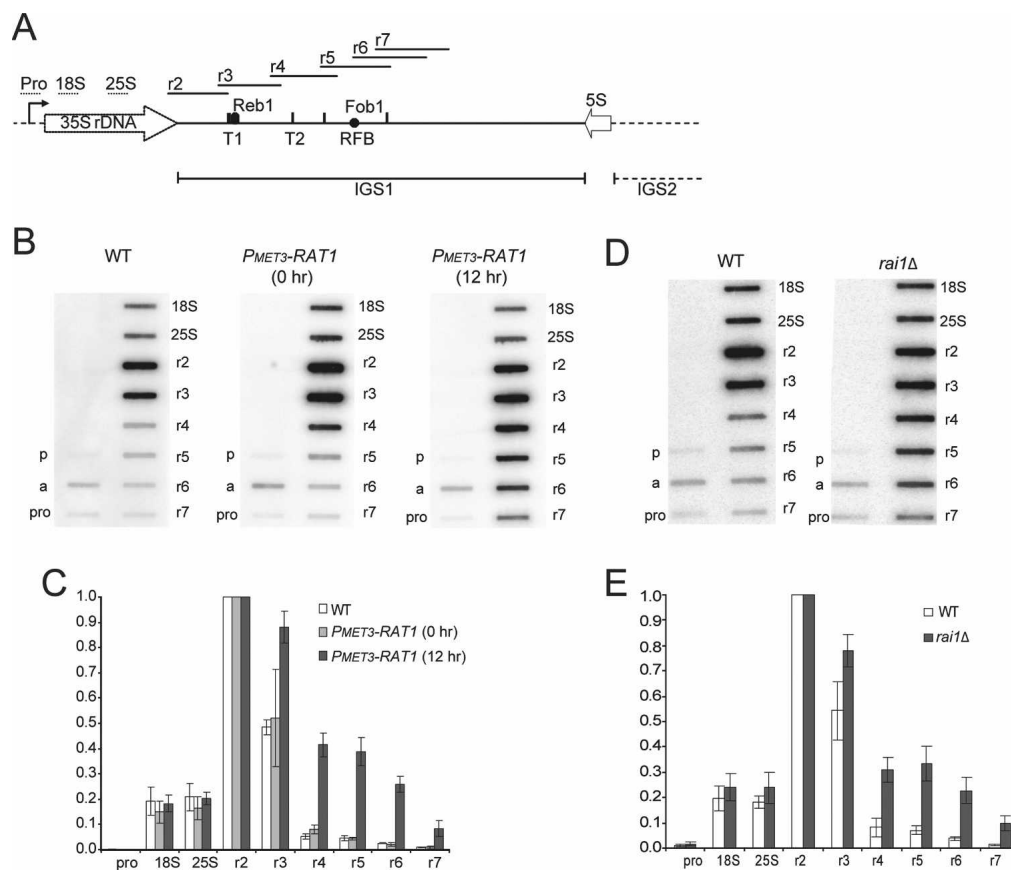 A
r7
r6
r5
r4
r3
r2
Pro 18S 25S
Reb1 Fob1 5S
35S rDNA
T1 T2 RFB
IGS1 IGS2
B
WT PMET3-RAT1 (0 hr) PMET3-RAT1 (12 hr)
18S 18S 18S
25S 25S 25S
r2 r2 r2
r3 r3 r3
r4 r4 r4
p r5 p r5 p r5
a r6 a r6 a r6
pro r7 pro r7 pro r7
D
WT rai1Δ
18S 18S
25S 25S
r2 r2
r3 r3
r4 r4
p r5 p r5
a r6 a r6
pro r7 pro r7
C
WT
PMET3-RAT1 (0 hr)
PMET3-RAT1 (12 hr)
1.0
0.9
0.8
0.7
0.6
0.5
0.4
0.3
0.2
0.1
0.0
pro 18S 25S r2 r3 r4 r5 r6 r7
E
WT
rai1Δ
1.0
0.9
0.8
0.7
0.6
0.5
0.4
0.3
0.2
0.1
0.0
pro 18S 25S r2 r3 r4 r5 r6 r7